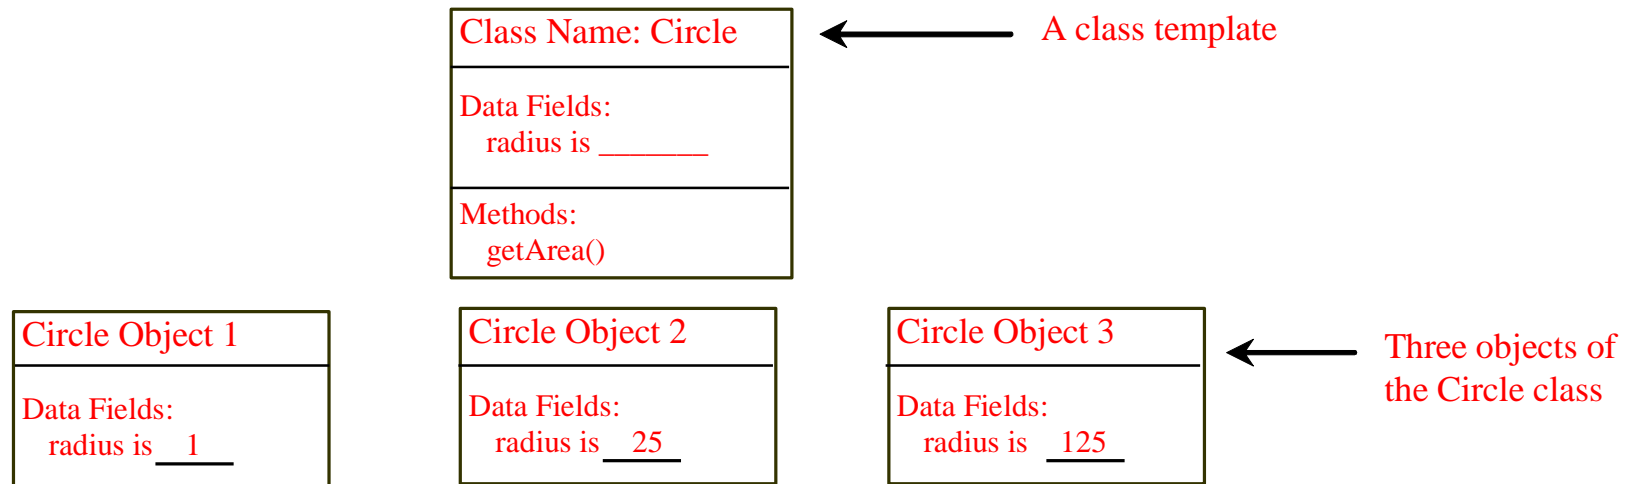 Class Name: Circle
A class template
Data Fields:
radius is _______
Methods:
getArea()
Circle Object 1
Data Fields:
radius is 1
Circle Object 2
Data Fields:
radius is 25
Circle Object 3
Data Fields:
radius is 125
Three objects of
the Circle class